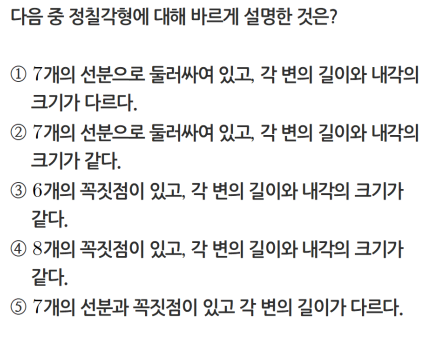 다음 중 정칠각형에 대해 바르게 설명한 것은?
① 7개의 선분으로 둘러싸여 있고, 각 변의 길이와 내각의
크기가 다르다.
② 7개의 선분으로 둘러싸여 있고, 각 변의 길이와 내각의
크기가 같다.
③ 6개의 꼭짓점이 있고, 각 변의 길이와 내각의 크기가
같다.
④ 8개의 꼭짓점이 있고, 각 변의 길이와 내각의 크기가
같다.
⑤ 7개의 선분과 꼭짓점이 있고 각 변의 길이가 다르다.